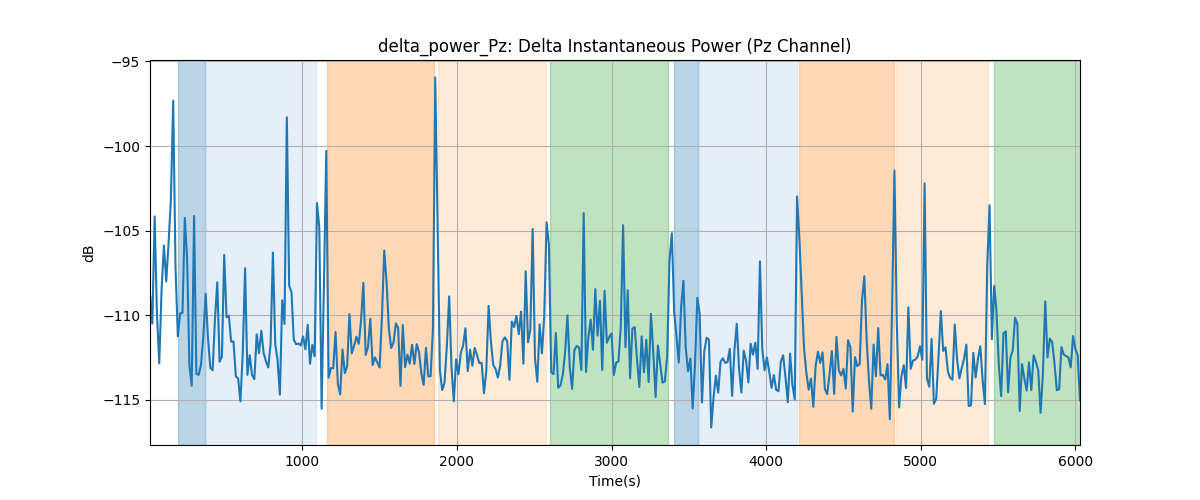 delta_power_Pz: Delta Instantaneous Power (Pz Channel)
−95
−100
−105
−110
−115
dB
1000 2000 3000 4000 5000 6000
Time(s)